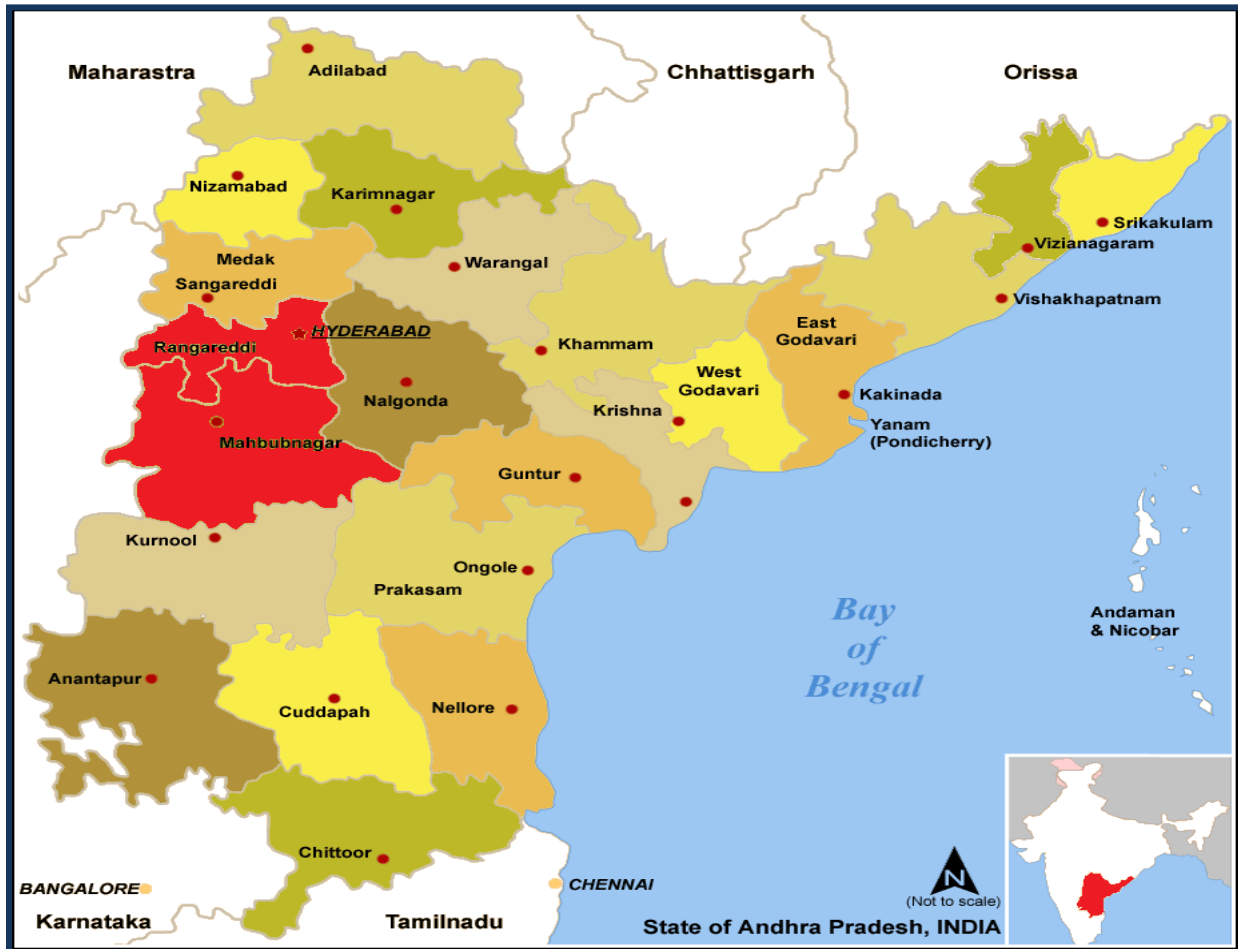 Maharastra
Chhattisgarh
Orissa
Adilabad
Nizamabad
Karimnagar
Srikakulam
Vizianagaram
Medak
Warangal
Sangareddi
Vishakhapatnam
HYDERABAD
East
Godavari
Rangareddi
Khammam
West
Godavari
Nalgonda
Kakinada
Krishna
Yanam
(Pondicherry)
Mahbubnagar
Guntur
Kurnool
Ongole
Prakasam
Bay
of
Bengal
Andaman
& Nicobar
Anantapur
Cuddapah
Nellore
Chittoor
BANGALORE
CHENNAI
N
(Not to scale)
Karnataka
Tamilnadu
State of Andhra Pradesh, INDIA